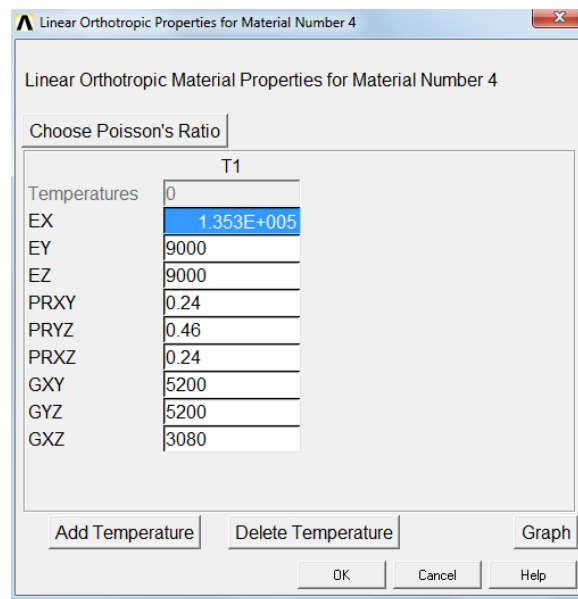 Linear Orthotropic Properties for Material Number 4
Linear Orthotropic Material Properties for Material Number 4
Choose Poisson's Ratio
T1
Temperatures 0
EX 1.353E+005
EY 9000
EZ 9000
PRXY 0.24
PRYZ 0.46
PRXZ 0.24
GXY 5200
GYZ 5200
GXZ 3080
Add Temperature Delete Temperature Graph
OK Cancel Help